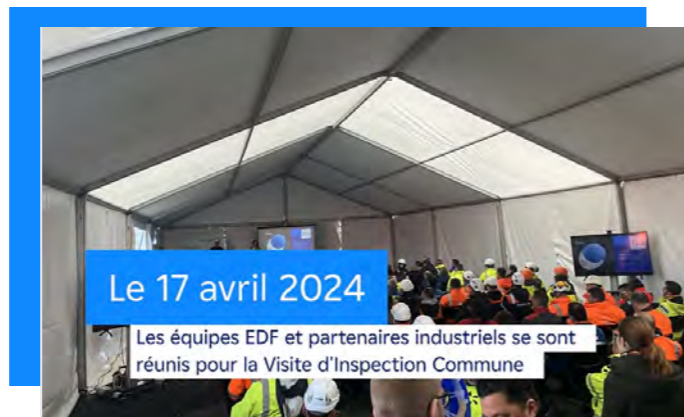 Le 17 avril 2024
Les équipes EDF et partenaires industriels se sont
réunis pour la Visite d'Inspection Commune